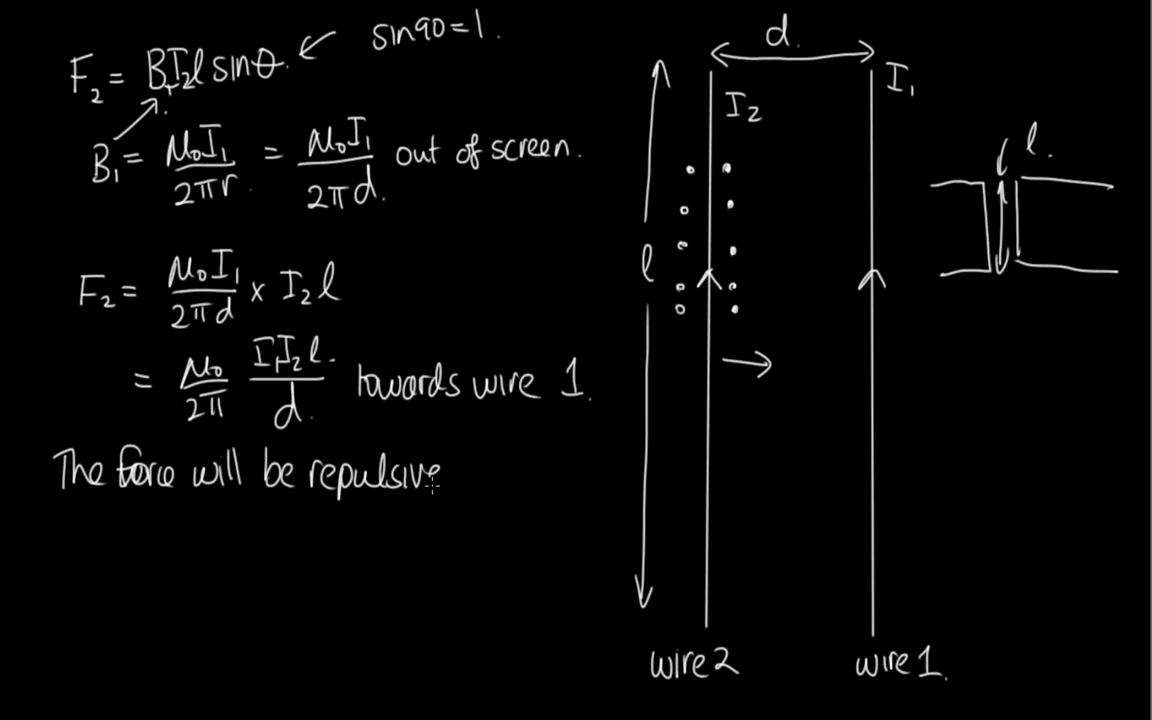 F₂ = B₁I₂l sinθ. sin90=1.
B₁ = μ₀I₁/2πr. = μ₀I₁/2πd. out of screen.
F₂ = μ₀I₁/2πd × I₂l
= μ₀/2π I₁I₂l./d. towards wire 1.
The force will be repulsive
d.
I₂
I₁
l
l.
wire 2
wire 1.